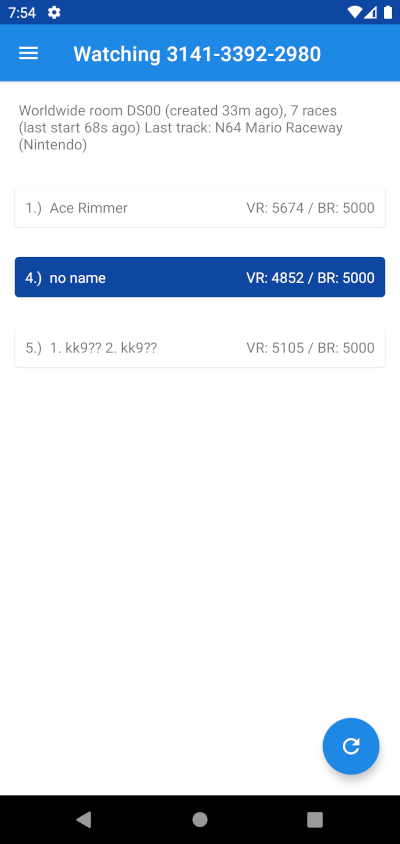 7:54
Watching 3141-3392-2980
Worldwide room DS00 (created 33m ago), 7 races
(last start 68s ago) Last track: N64 Mario Raceway
(Nintendo)
1.) Ace Rimmer VR: 5674 / BR: 5000
4.) no name VR: 4852 / BR: 5000
5.) 1. kk9?? 2. kk9?? VR: 5105 / BR: 5000